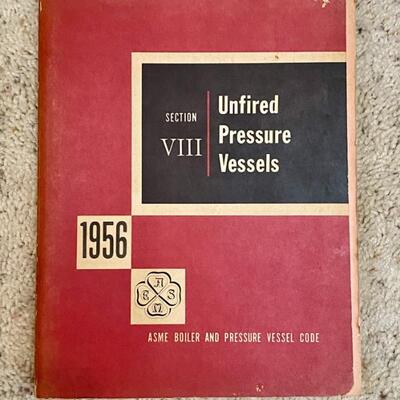 SECTION
VIII
Unfired
Pressure
Vessels
1956
A
S
M
E
ASME BOILER AND PRESSURE VESSEL CODE